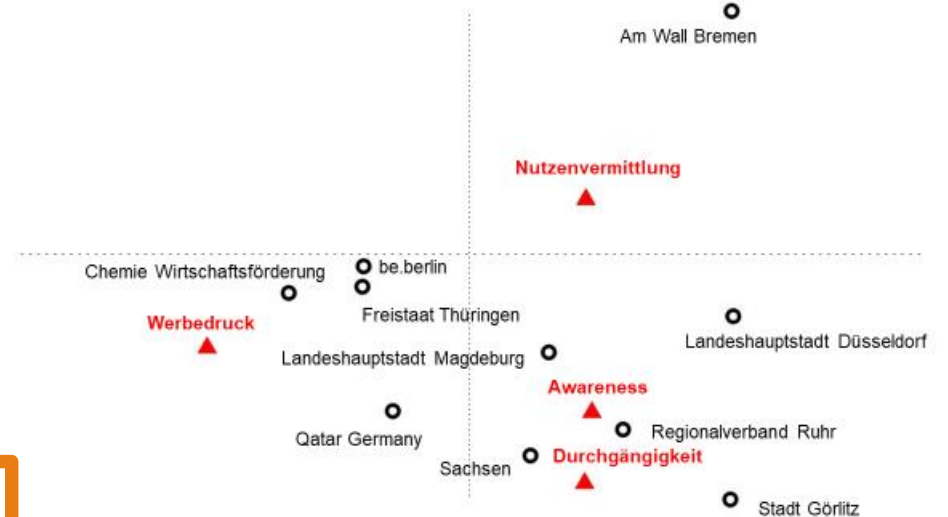 Am Wall Bremen
Nutzenvermittlung
be.berlin
Chemie Wirtschaftsförderung
Freistaat Thüringen
Werbedruck
Landeshauptstadt Düsseldorf
Landeshauptstadt Magdeburg
Awareness
Regionalverband Ruhr
Qatar Germany
Durchgängigkeit
Sachsen
Stadt Görlitz